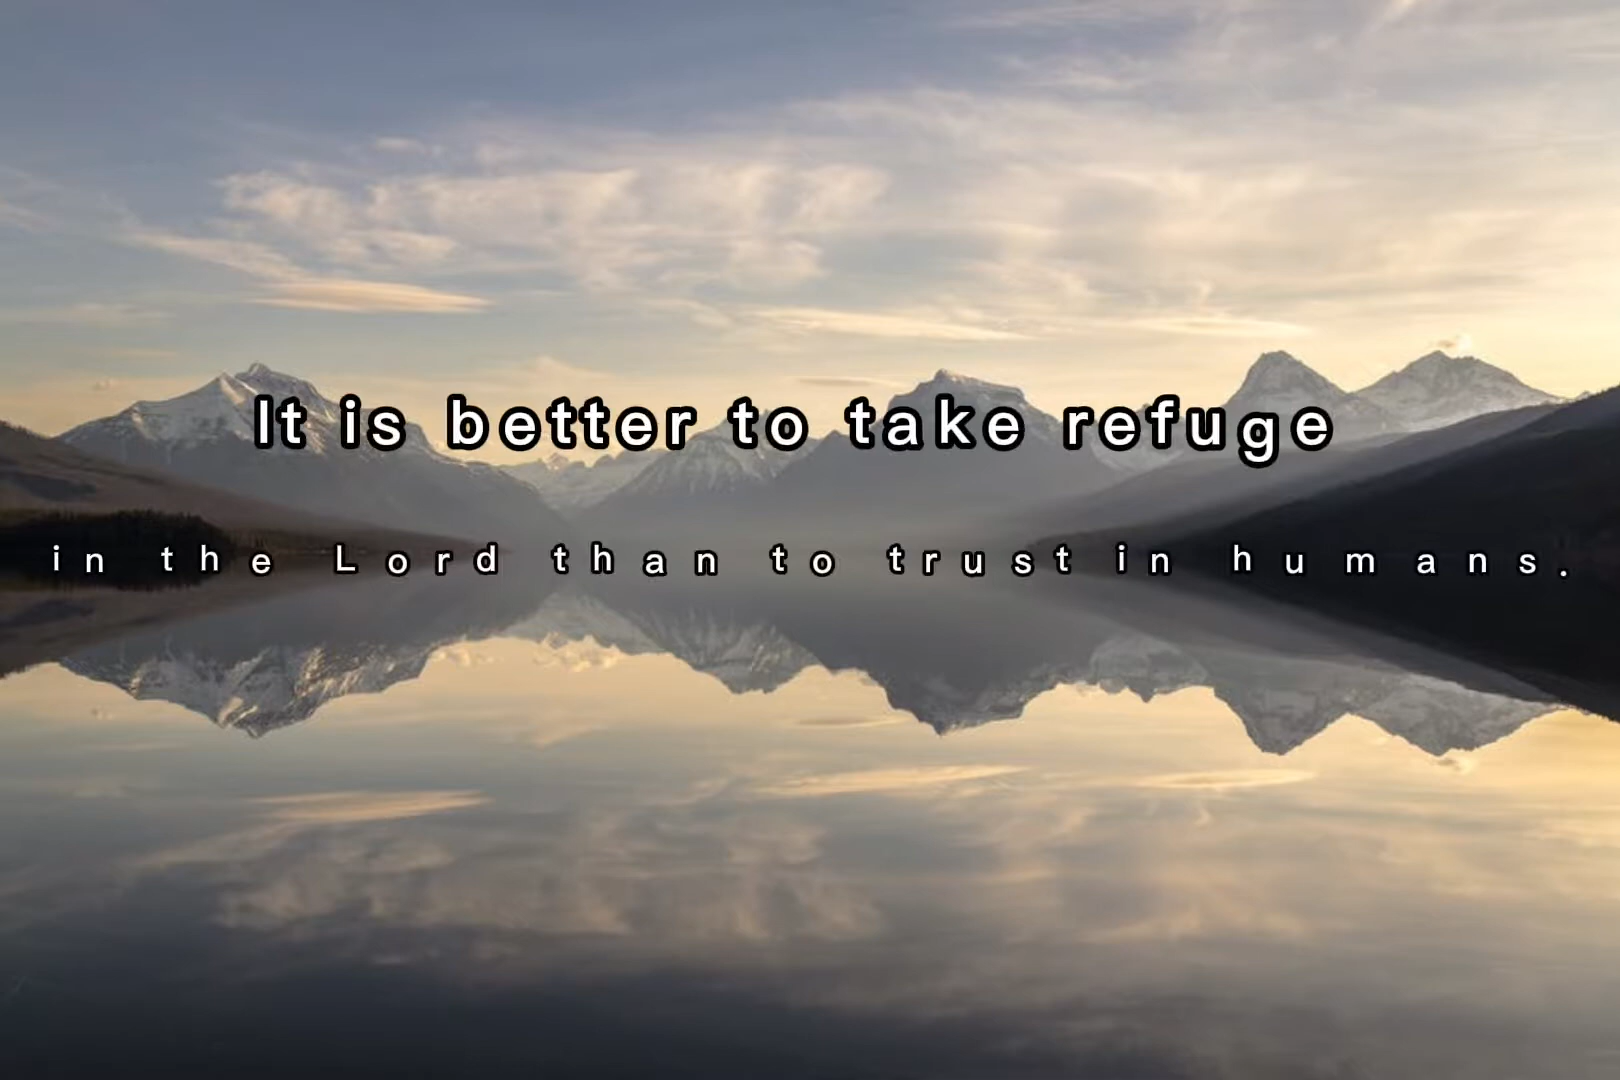 It is better to take refuge
in the Lord than to trust in humans.